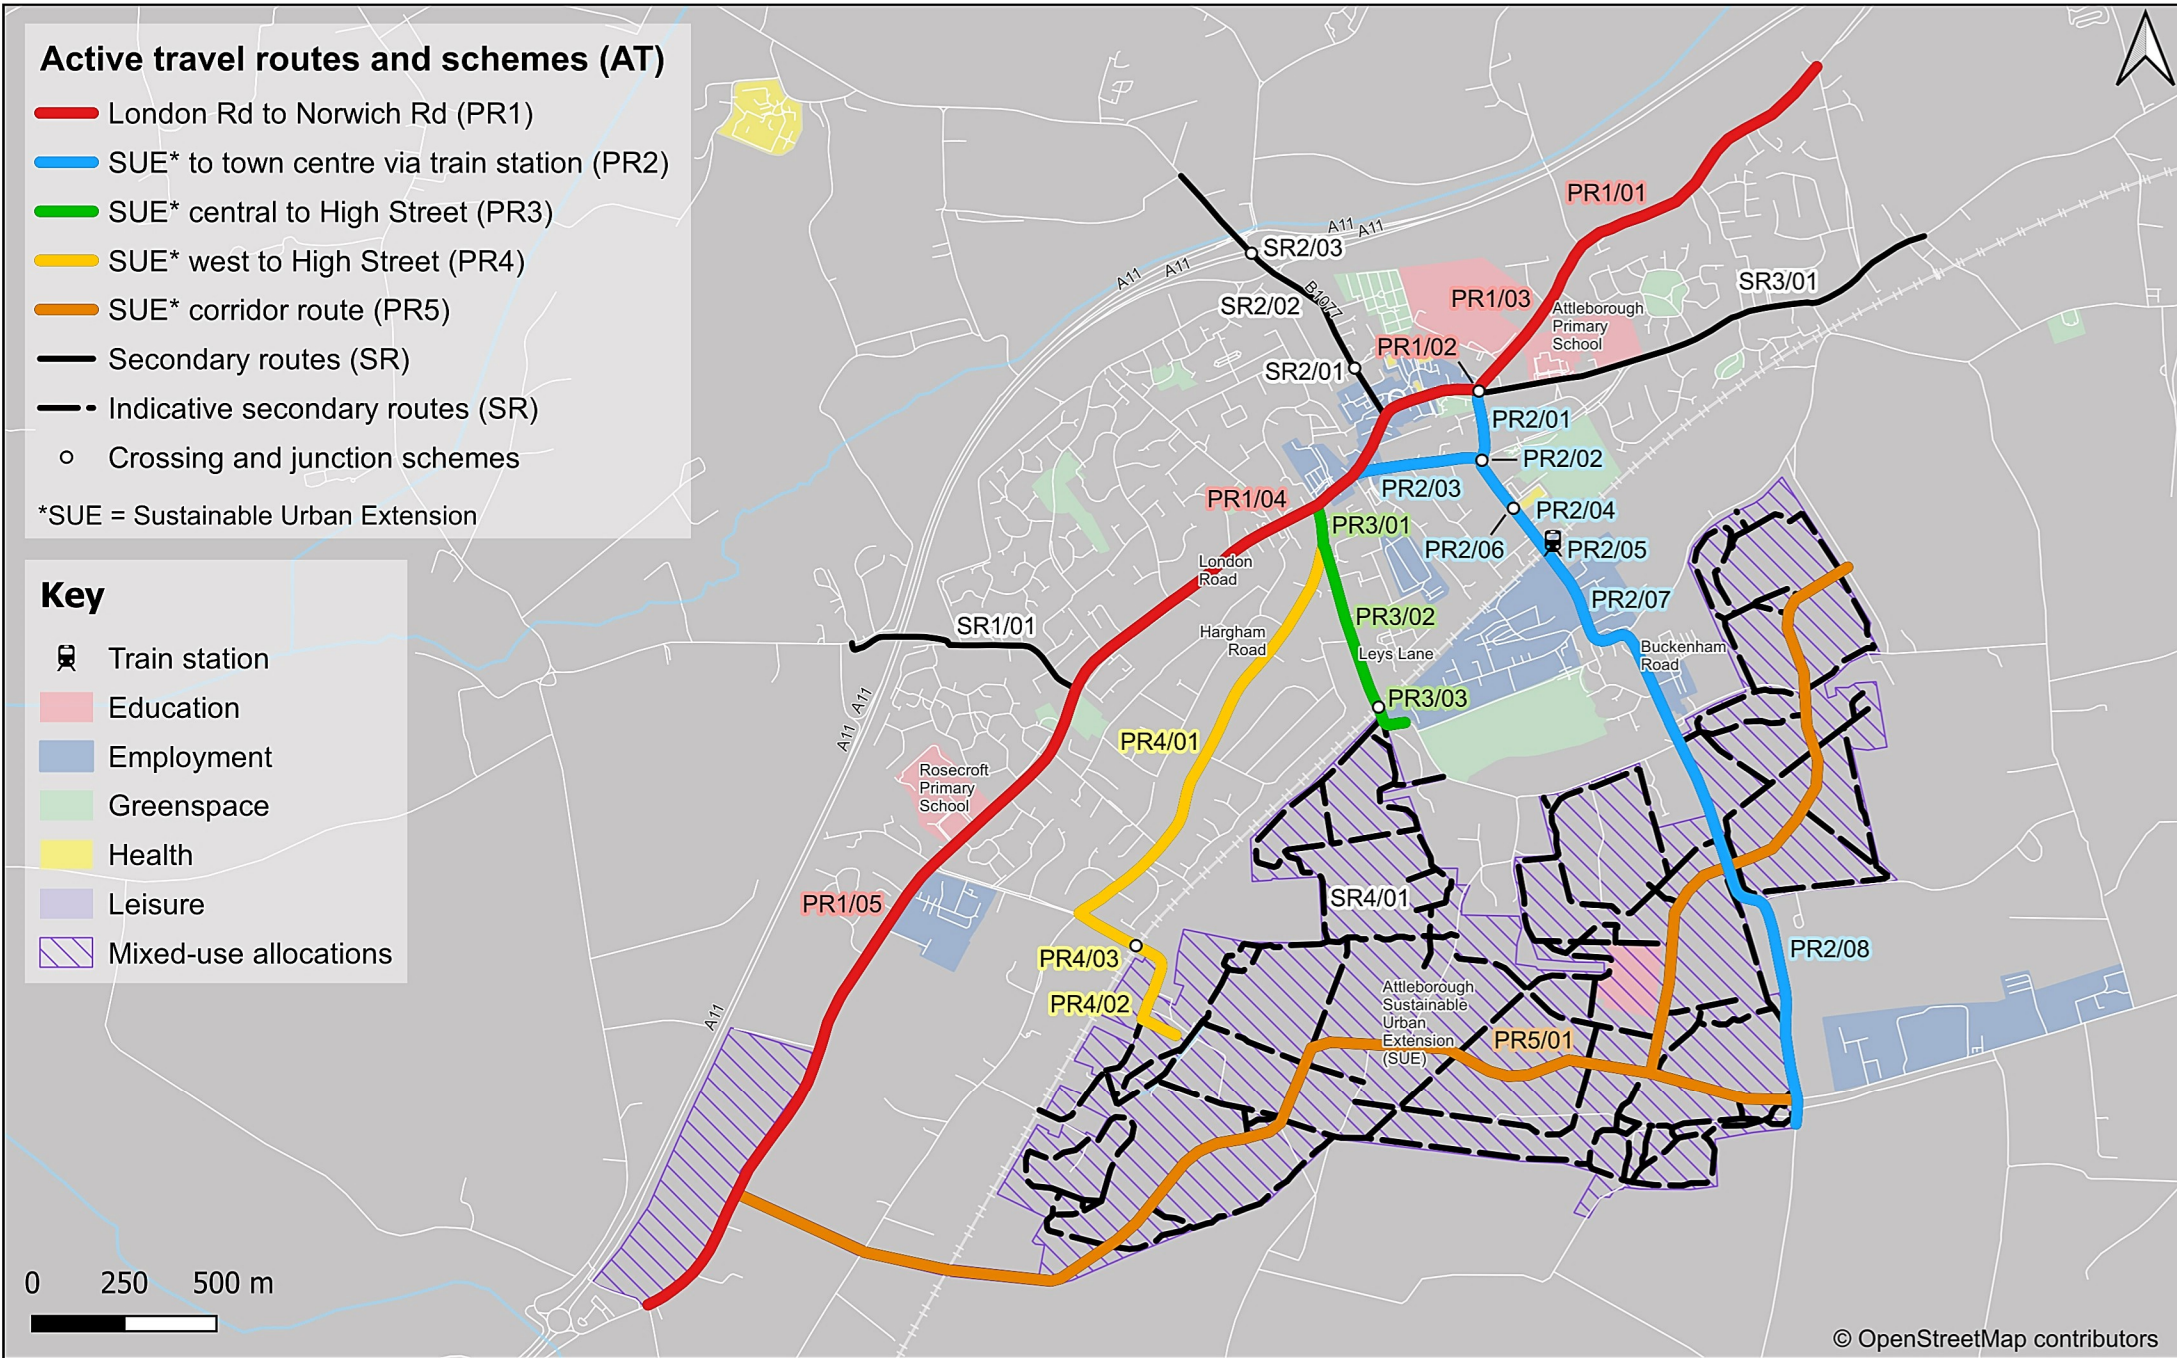 Active travel routes and schemes (AT)
London Rd to Norwich Rd (PR1)
SUE* to town centre via train station (PR2)
SUE* central to High Street (PR3)
SUE* west to High Street (PR4)
SUE* corridor route (PR5)
Secondary routes (SR)
Indicative secondary routes (SR)
Crossing and junction schemes
*SUE = Sustainable Urban Extension
Key
Train station
Education
Employment
Greenspace
Health
Leisure
Mixed-use allocations
0 250 500 m
PR1/01
A11
A11
SR2/03
A11
A11
SR3/01
B1077
SR2/02
PR1/03
Attleborough
Primary
School
PR1/02
SR2/01
PR2/01
PR2/02
PR2/03
PR1/04
PR2/04
PR3/01
PR2/06
PR2/05
London
Road
PR2/07
PR3/02
SR1/01
Hargham
Road
Leys Lane
Buckenham
Road
A11
A11
PR3/03
PR4/01
Rosecroft
Primary
School
SR4/01
PR1/05
PR2/08
PR4/03
PR4/02
Attleborough
Sustainable
Urban
Extension
(SUE)
A11
PR5/01
© OpenStreetMap contributors